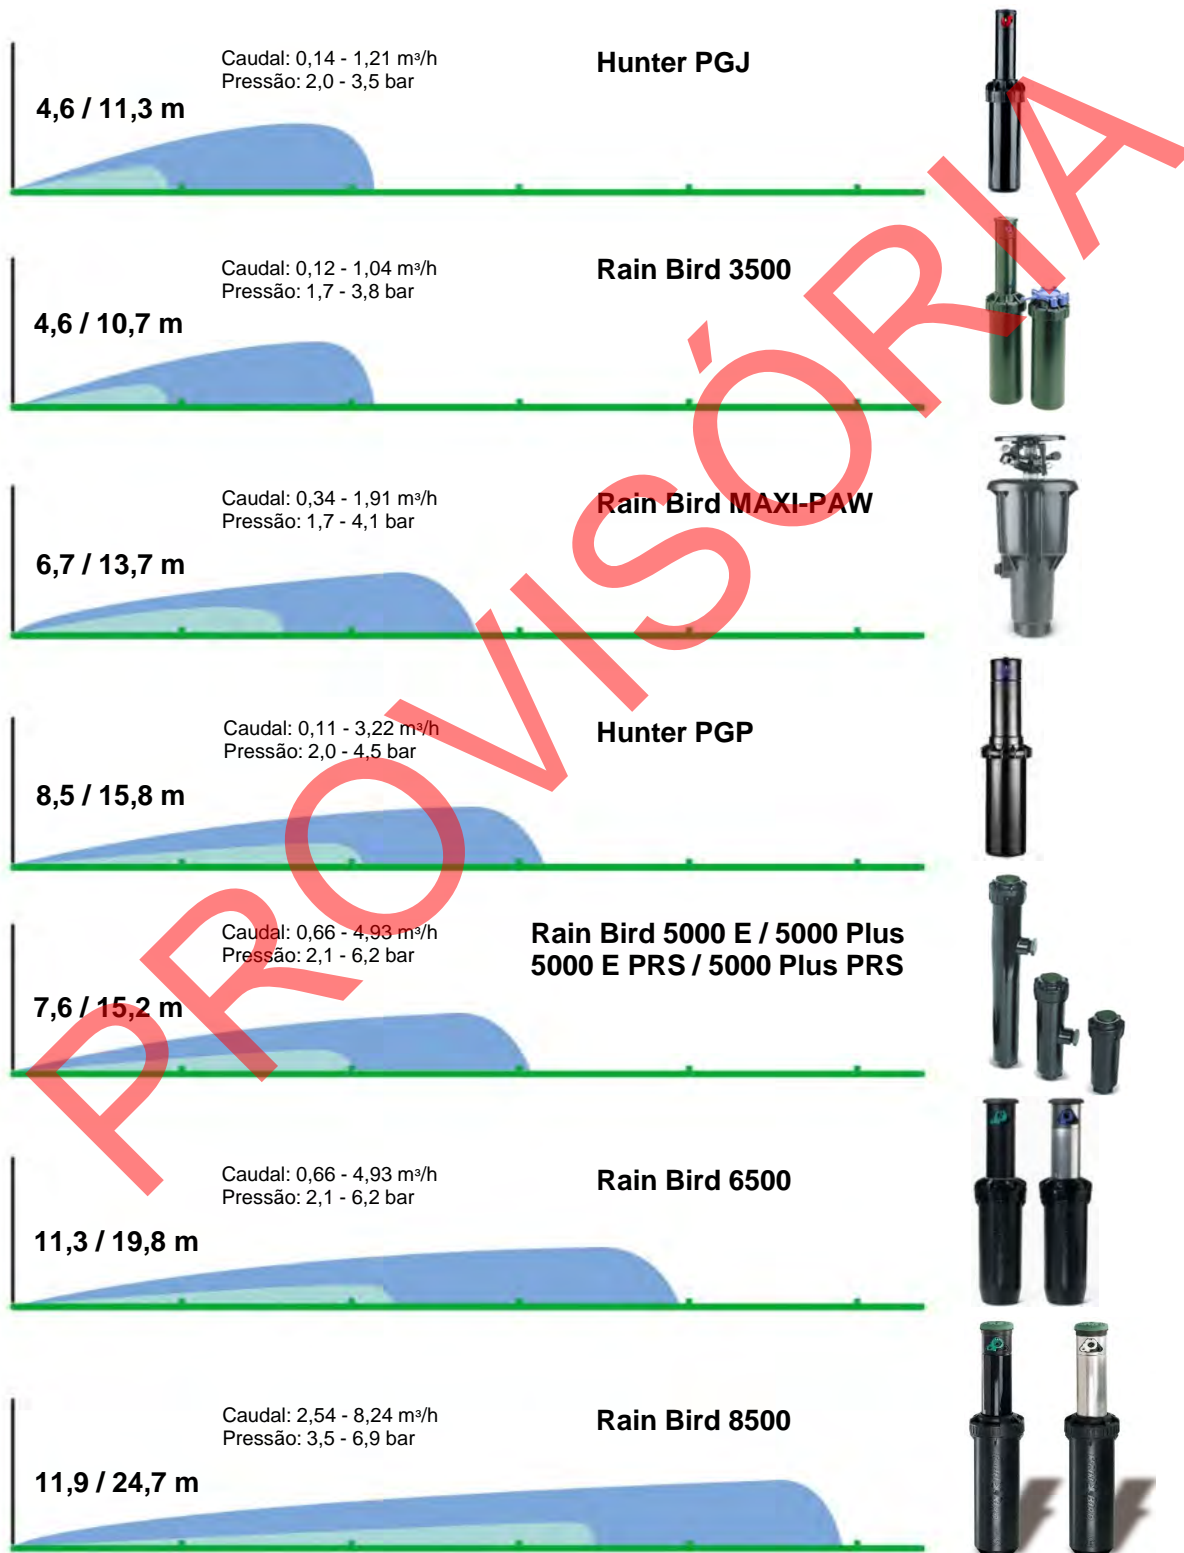 Caudal: 0,14 - 1,21 m³/h
Pressão: 2,0 - 3,5 bar
Hunter PGJ
4,6 / 11,3 m
Caudal: 0,12 - 1,04 m³/h
Pressão: 1,7 - 3,8 bar
Rain Bird 3500
4,6 / 10,7 m
Caudal: 0,34 - 1,91 m³/h
Pressão: 1,7 - 4,1 bar
Rain Bird MAXI-PAW
6,7 / 13,7 m
Caudal: 0,11 - 3,22 m³/h
Pressão: 2,0 - 4,5 bar
Hunter PGP
8,5 / 15,8 m
Caudal: 0,66 - 4,93 m³/h
Pressão: 2,1 - 6,2 bar
Rain Bird 5000 E / 5000 Plus
5000 E PRS / 5000 Plus PRS
7,6 / 15,2 m
Caudal: 0,66 - 4,93 m³/h
Pressão: 2,1 - 6,2 bar
Rain Bird 6500
11,3 / 19,8 m
Caudal: 2,54 - 8,24 m³/h
Pressão: 3,5 - 6,9 bar
Rain Bird 8500
11,9 / 24,7 m
PROVISÓRIA